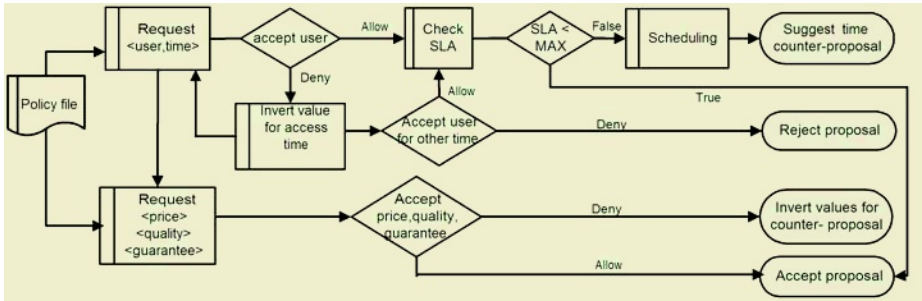 Request
<user,time>
accept user
Allow
Check
SLA
SLA <
MAX
False
Scheduling
Suggest time
counter-proposal
Deny
Allow
True
Policy file
Invert value
for access
time
Accept user
for other time
Deny
Reject proposal
Request
<price>
<quality>
<guarantee>
Accept
price,quality,
guarantee
Deny
Invert values for
counter- proposal
Allow
Accept proposal